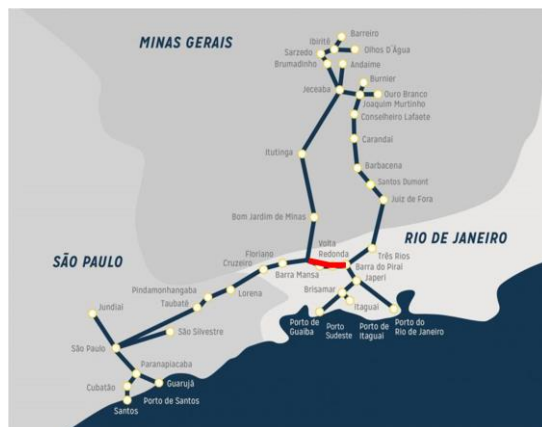 Barreiro
Ibirité
MINAS GERAIS
Olhos D'Água
Sarzedo
Brumadinho
Andaime
Burnier
Jeceaba
Ouro Branco
Joaquim Murtinho
Conselheiro Lafaete
Carandaí
Itutinga
Barbacena
Santos Dumont
Juiz de Fora
Bom Jardim de Minas
RIO DE JANEIRO
Volta
Redonda
Floriano
Três Rios
SÃO PAULO
Cruzeiro
Barra Mansa
Barra do Piraí
Japeri
Pindamonhangaba
Lorena
Brisamar
Taubaté
Itaguaí
Jundiaí
Porto de
Guaíba
Porto
Sudeste
Porto de
Itaguaí
Porto do
Rio de Janeiro
São Silvestre
São Paulo
Paranapiacaba
Cubatão
Guarujá
Porto de Santos
Santos